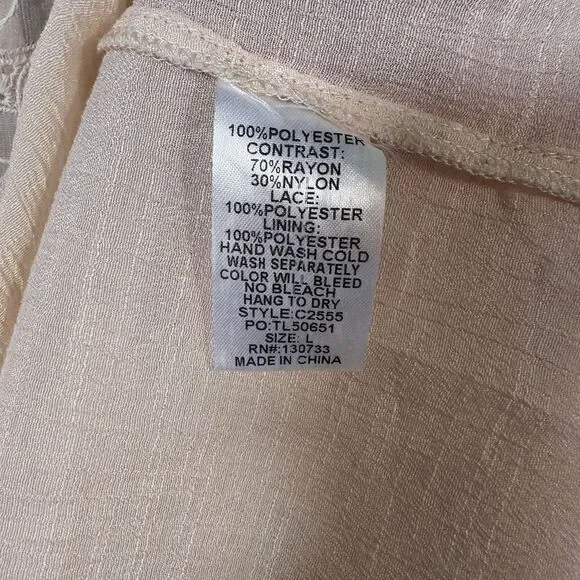 100%POLYESTER
CONTRAST:
70%RAYON
30%NYLON
LACE:
100%POLYESTER
LINING:
100%POLYESTER
HAND WASH COLD
WASH SEPARATELY
COLOR WILL BLEED
NO BLEACH
HANG TO DRY
STYLE:C2555
PO:TL50651
SIZE: L
RN#:130733
MADE IN CHINA